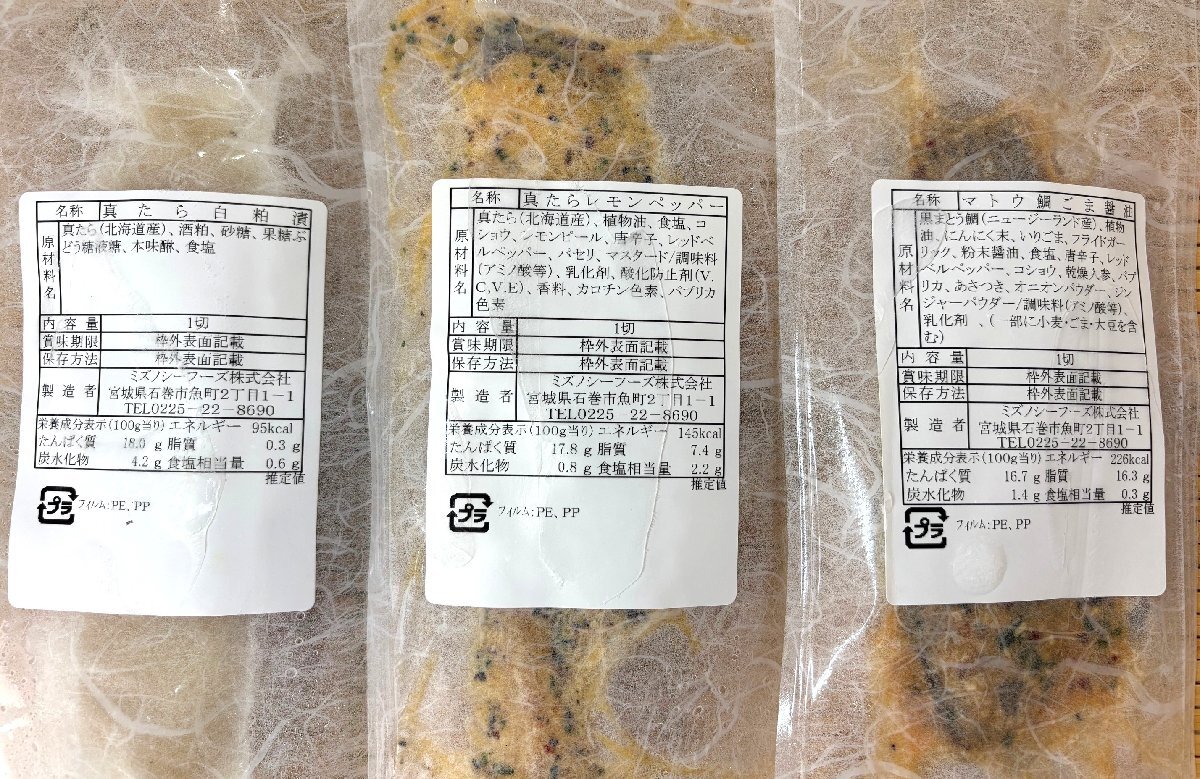 名称 真たら白粕漬
原材料名 真たら(北海道産)、酒粕、砂糖、果糖ぶ
どう糖液糖、本味醂、食塩
内容量 1切
賞味期限 枠外表面記載
保存方法 枠外表面記載
製造者 ミズノシーフーズ株式会社
宮城県石巻市魚町2丁目1-1
TEL0225-22-8690
栄養成分表示(100g当り) エネルギー 95kcal
たんぱく質 18.0 g 脂質 0.3 g
炭水化物 4.2 g 食塩相当量 0.6 g
推定値
プラ フィルム:PE、PP
名称 真たらレモンペッパー
原材料名 真たら(北海道産)、植物油、食塩、コ
ショウ、レモンピール、唐辛子、レッドベ
ルペッパー、パセリ、マスタード/調味料
(アミノ酸等)、乳化剤、酸化防止剤(V.
C,V.E)、香料、カロチン色素、パプリカ
色素
内容量 1切
賞味期限 枠外表面記載
保存方法 枠外表面記載
製造者 ミズノシーフーズ株式会社
宮城県石巻市魚町2丁目1-1
TEL0225-22-8690
栄養成分表示(100g当り) エネルギー 145kcal
たんぱく質 17.8 g 脂質 7.4 g
炭水化物 0.8 g 食塩相当量 2.2 g
推定値
プラ フィルム:PE、PP
名称 マトウ鯛ごま醤油
原材料名 黒まとう鯛(ニュージーランド産)、植物
油、にんにく末、いりごま、フライドガー
リック、粉末醤油、食塩、唐辛子、レッド
ベルペッパー、コショウ、乾燥人参、パプ
リカ、あさつき、オニオンパウダー、ジン
ジャーパウダー/調味料(アミノ酸等)、
乳化剤 、(一部に小麦・ごま・大豆を含
む)
内容量 1切
賞味期限 枠外表面記載
保存方法 枠外表面記載
製造者 ミズノシーフーズ株式会社
宮城県石巻市魚町2丁目1-1
TEL0225-22-8690
栄養成分表示(100g当り) エネルギー 226kcal
たんぱく質 16.7 g 脂質 16.3 g
炭水化物 1.4 g 食塩相当量 0.3 g
推定値
プラ フィルム:PE、PP